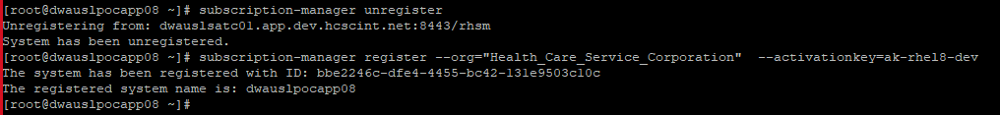 [root@dwauslpocapp08 ~]# subscription-manager unregister
Unregistering from: dwauslsatc01.app.dev.hcscint.net:8443/rhsm
System has been unregistered.
[root@dwauslpocapp08 ~]# subscription-manager register --org="Health_Care_Service_Corporation"  --activationkey=ak-rhel8-dev
The system has been registered with ID: bbe2246c-dfe4-4455-bc42-131e9503c10c
The registered system name is: dwauslpocapp08
[root@dwauslpocapp08 ~]#